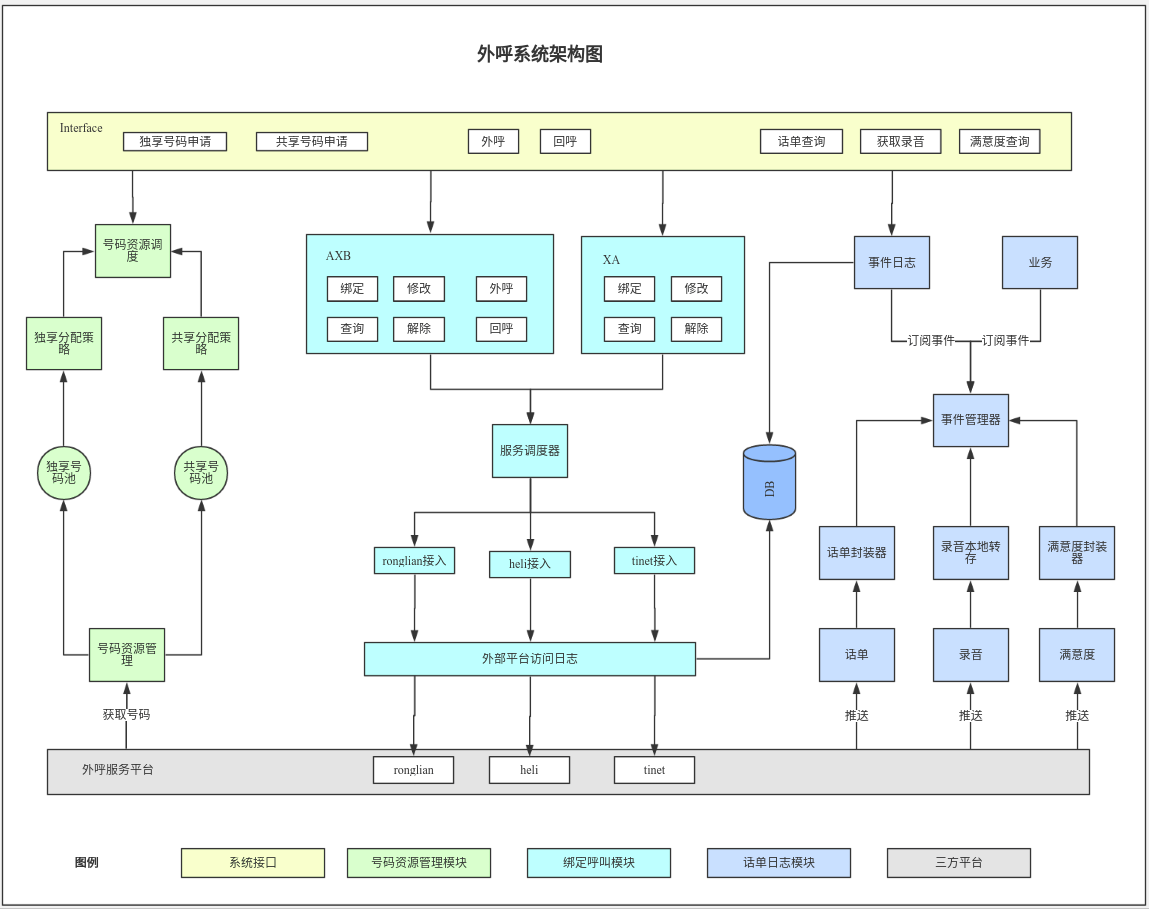 外呼系统架构图
Interface
独享号码申请
共享号码申请
外呼
回呼
话单查询
获取录音
满意度查询
号码资源调
度
AXB
绑定
修改
外呼
查询
解除
回呼
XA
绑定
修改
查询
解除
事件日志
业务
独享分配策
略
共享分配策
略
订阅事件
订阅事件
事件管理器
独享号
码池
共享号
码池
服务调度器
DB
ronglian接入
heli接入
tinet接入
话单封装器
录音本地转
存
满意度封装
器
号码资源管
理
外部平台访问日志
话单
录音
满意度
获取号码
推送
推送
推送
外呼服务平台
ronglian
heli
tinet
图例
系统接口
号码资源管理模块
绑定呼叫模块
话单日志模块
三方平台